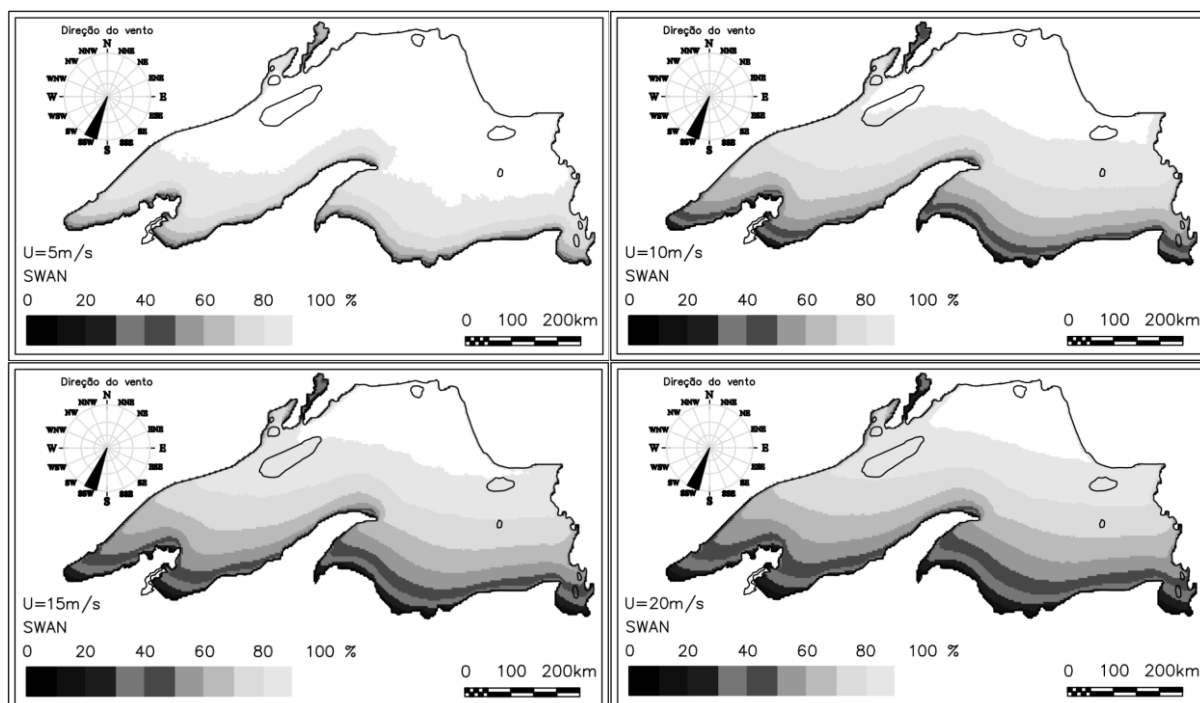 Direção do vento
N
NNW NNE
NW NE
WNW ENE
W E
WSW ESE
SW SE
SSW SSE
S
U=5m/s
SWAN
0 20 40 60 80 100 %
0 100 200km
Direção do vento
N
NNW NNE
NW NE
WNW ENE
W E
WSW ESE
SW SE
SSW SSE
S
U=10m/s
SWAN
0 20 40 60 80 100 %
0 100 200km
Direção do vento
N
NNW NNE
NW NE
WNW ENE
W E
WSW ESE
SW SE
SSW SSE
S
U=15m/s
SWAN
0 20 40 60 80 100 %
0 100 200km
Direção do vento
N
NNW NNE
NW NE
WNW ENE
W E
WSW ESE
SW SE
SSW SSE
S
U=20m/s
SWAN
0 20 40 60 80 100 %
0 100 200km